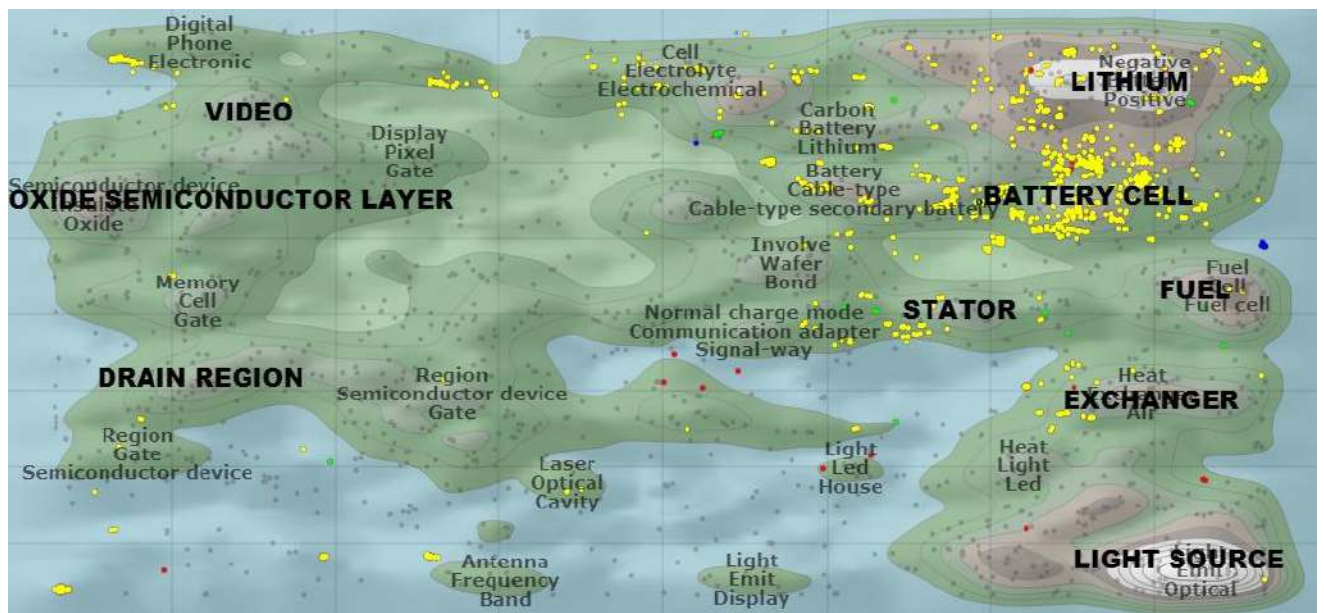 Digital
Phone
Electronic
VIDEO
Display
Pixel
Gate
Cell
Electrolyte
Electrochemical
Negative
LITHIUM
Positive
Carbon
Battery
Lithium
Battery
Cable-type
Cable-type secondary battery
BATTERY CELL
Semiconductor device
OXIDE SEMICONDUCTOR LAYER
Oxide
Involve
Wafer
Bond
Memory
Cell
Gate
Fuel
FUEL
Fuel cell
Normal charge mode
Communication adapter
Signal-way
STATOR
DRAIN REGION
Region
Semiconductor device
Gate
Heat
EXCHANGER
Air
Region
Gate
Semiconductor device
Laser
Optical
Cavity
Light
Led
House
Heat
Light
Led
Antenna
Frequency
Band
Light
Emit
Display
LIGHT SOURCE
Emit
Optical